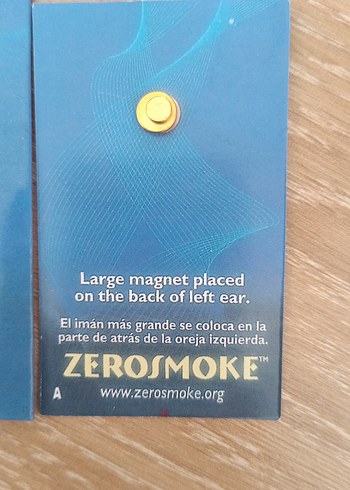 Large magnet placed
on the back of left ear.
El imán más grande se coloca en la
parte de atrás de la oreja izquierda.
ZEROSMOKE™
A
www.zerosmoke.org